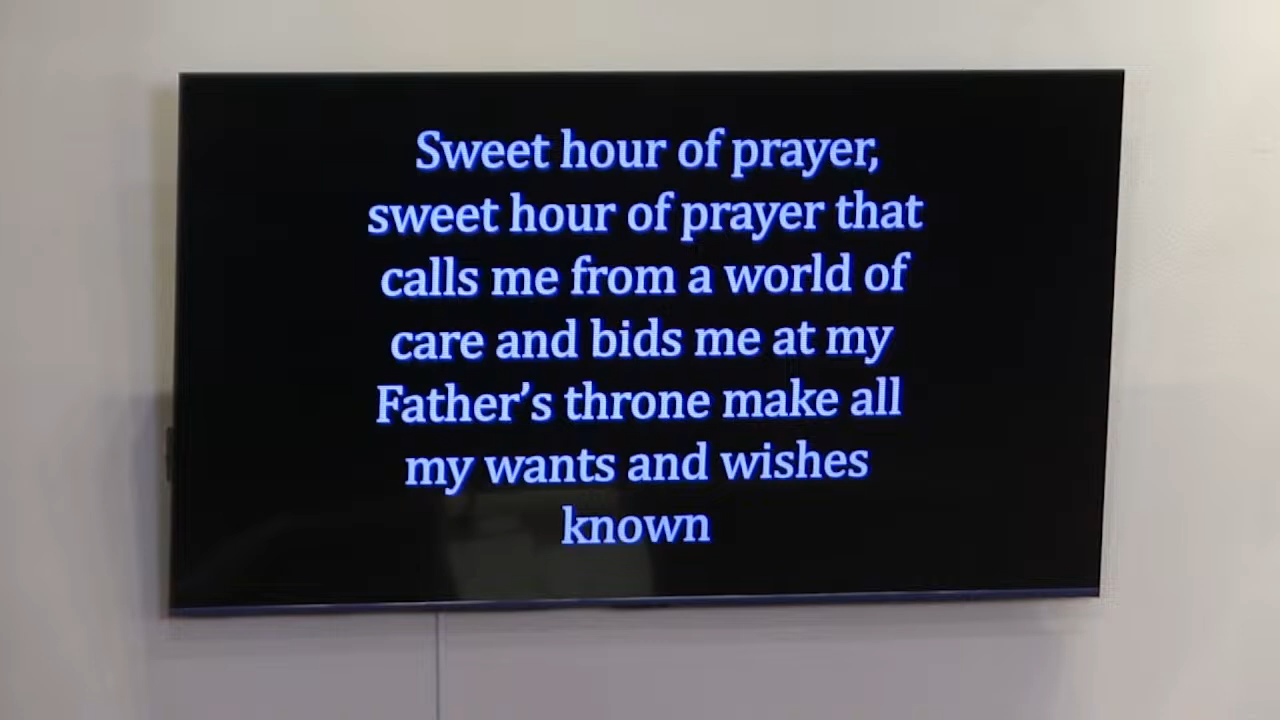 Sweet hour of prayer,
sweet hour of prayer that
calls me from a world of
care and bids me at my
Father’s throne make all
my wants and wishes
known